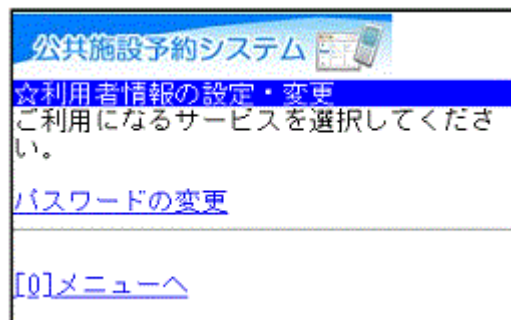 公共施設予約システム
☆利用者情報の設定・変更
ご利用になるサービスを選択してくださ
い。
パスワードの変更
[0]メニューへ